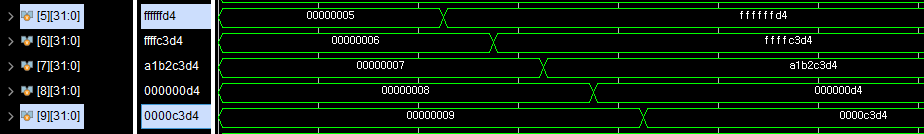 [5][31:0] ffffffd4 00000005 ffffffd4
[6][31:0] ffffc3d4 00000006 ffffc3d4
[7][31:0] a1b2c3d4 00000007 a1b2c3d4
[8][31:0] 000000d4 00000008 000000d4
[9][31:0] 0000c3d4 00000009 0000c3d4